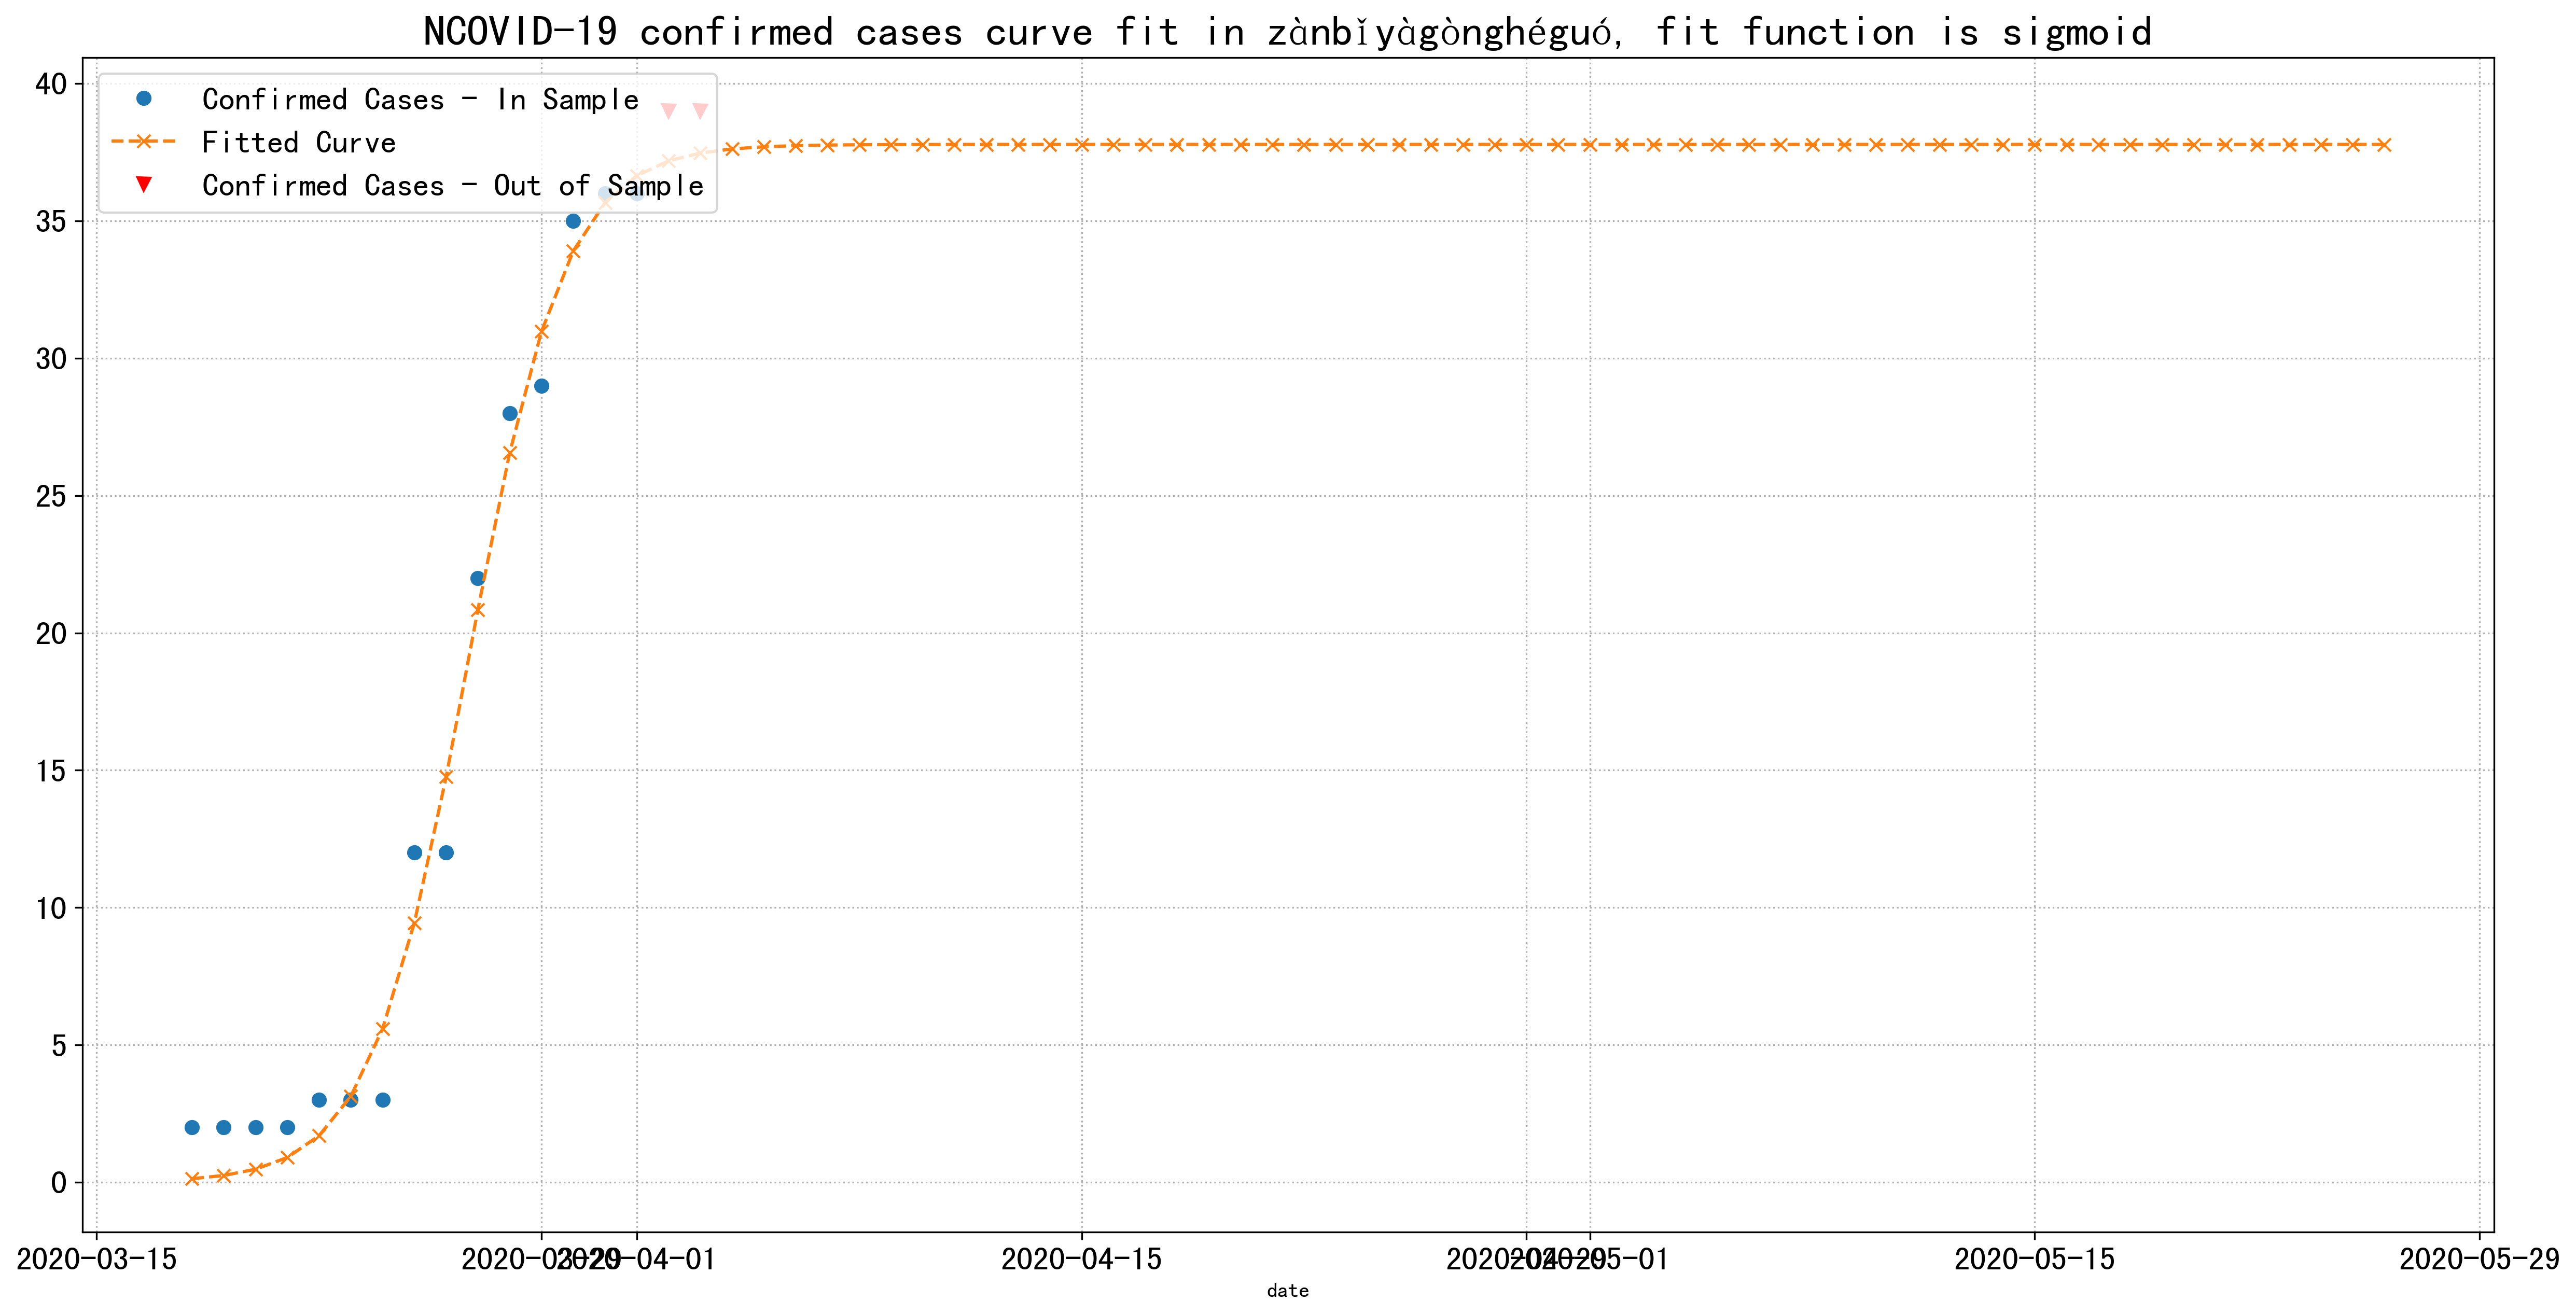 NCOVID-19 confirmed cases curve fit in zànbǐyàgònghéguó, fit function is sigmoid
Confirmed Cases - In Sample
Fitted Curve
Confirmed Cases - Out of Sample
40
35
30
25
20
15
10
5
0
2020-03-15 2020-03-29 2020-04-01 2020-04-15 2020-04-29 2020-05-01 2020-05-15 2020-05-29
date